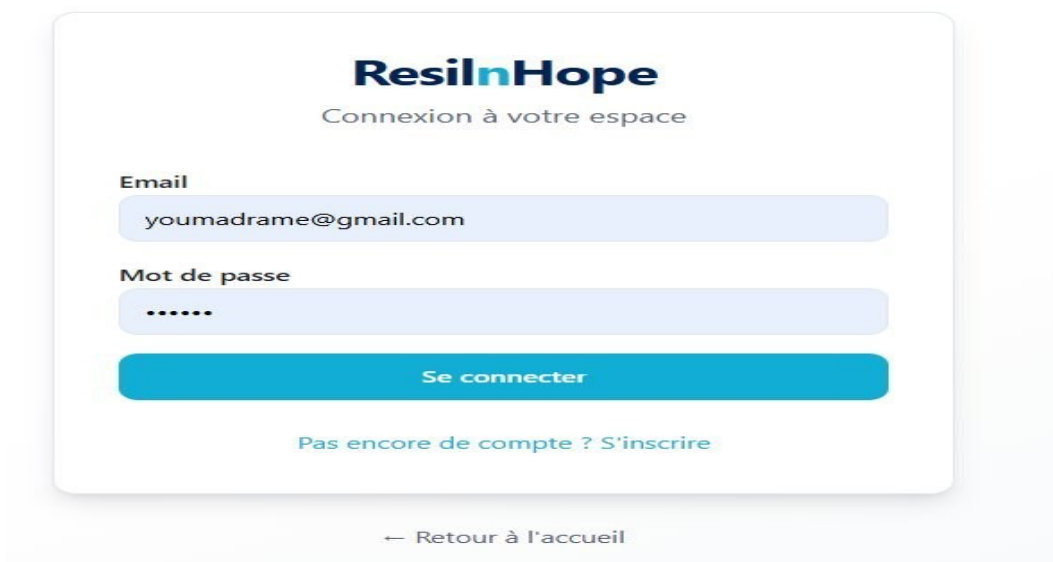 ResilnHope
Connexion à votre espace
Email
youmadrame@gmail.com
Mot de passe
••••••
Se connecter
Pas encore de compte ? S'inscrire
← Retour à l'accueil